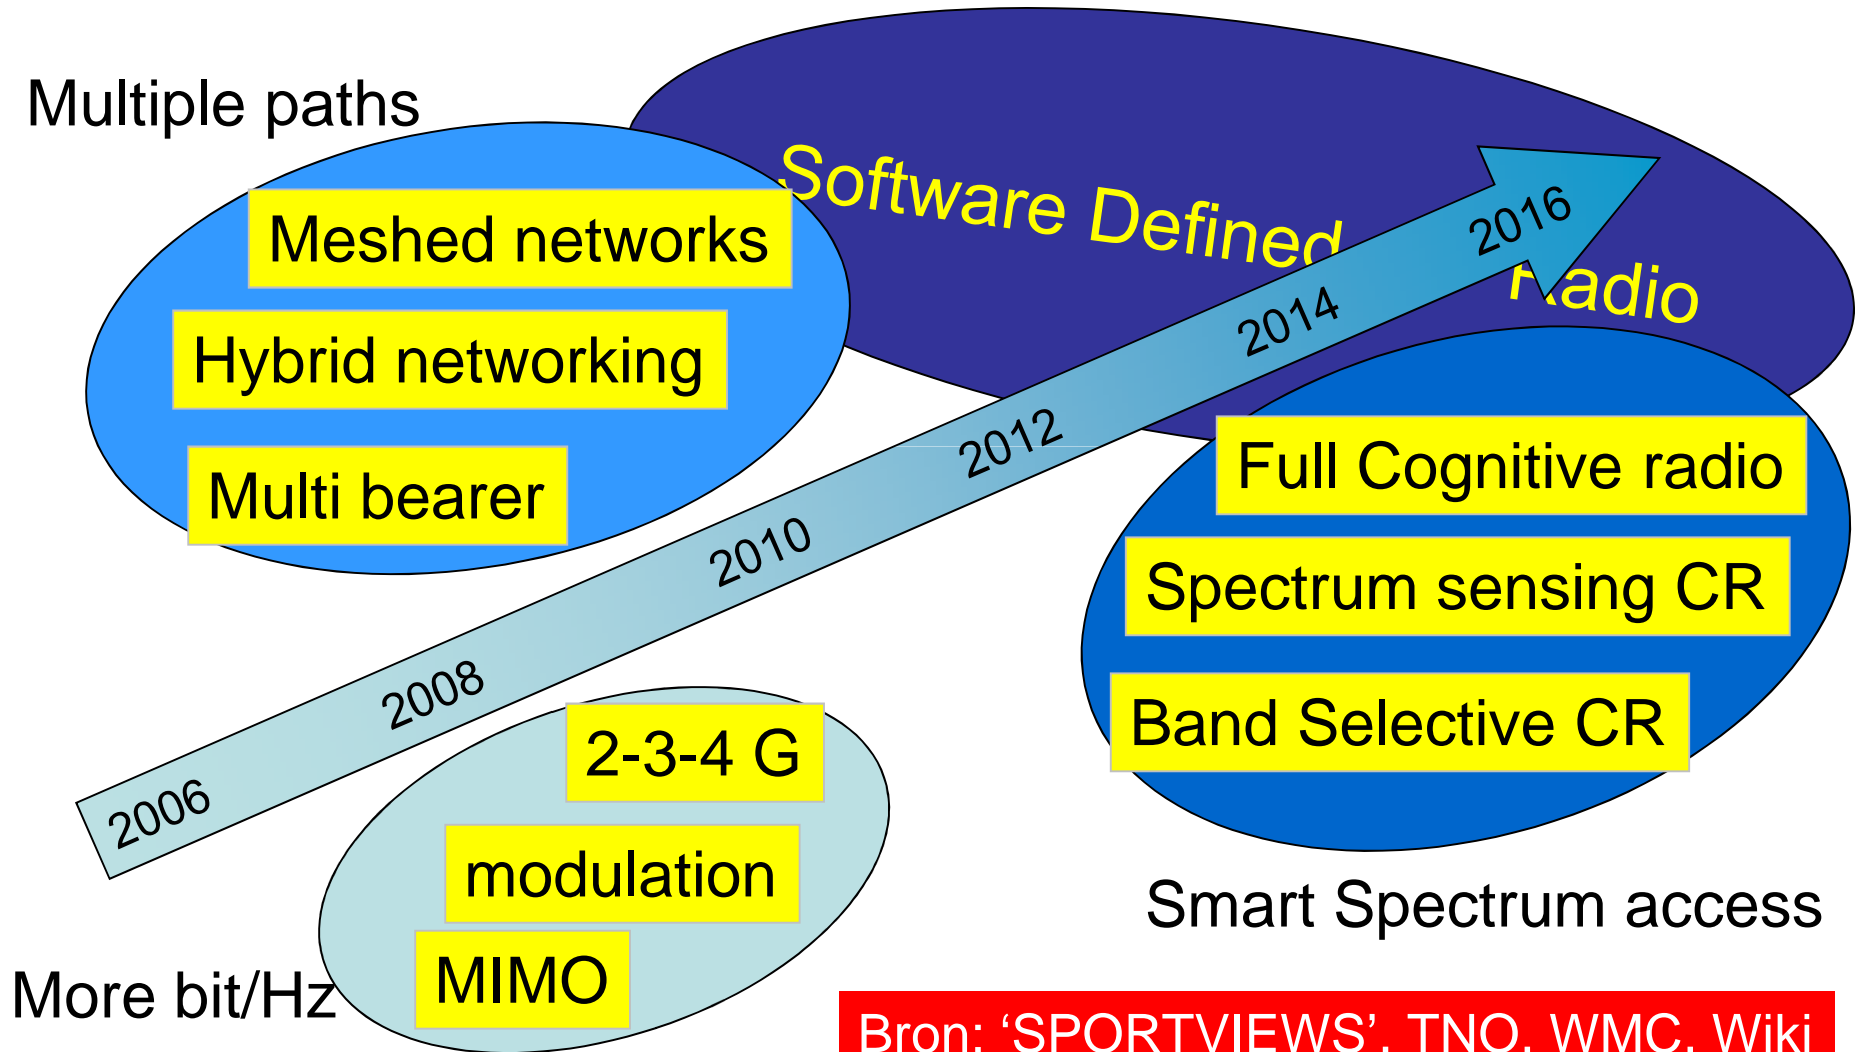 Multiple paths
Software Defined Radio
Meshed networks
Hybrid networking
Multi bearer
2006
2008
2010
2012
2014
2016
Full Cognitive radio
Spectrum sensing CR
Band Selective CR
Smart Spectrum access
2-3-4 G
modulation
MIMO
More bit/Hz
Bron: ‘SPORTVIEWS’, TNO, WMC, Wiki